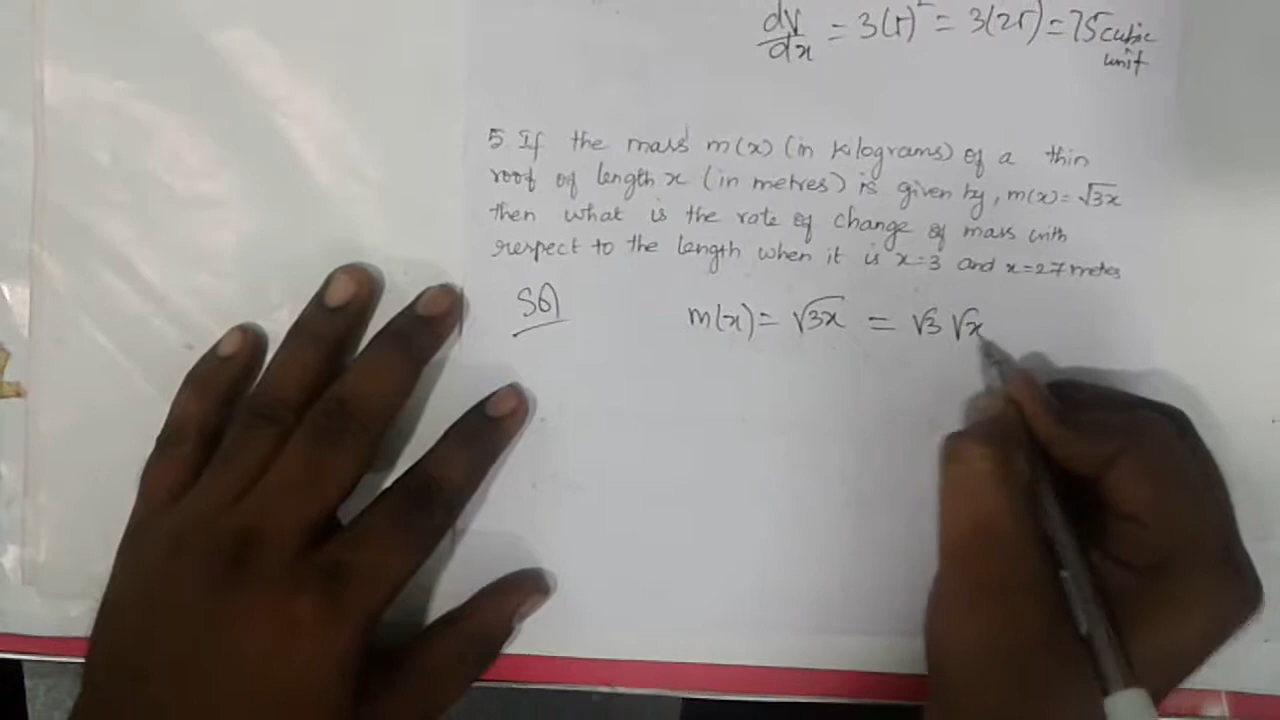 dv/dx = 3(5)² = 3(25) = 75 cubic
unit
5 If the mass m(x) (in kilograms) of a thin
roof of length x (in metres) is given by, m(x)= √3x
then what is the rate of change of mass with
respect to the length when it is x=3 and x=27 metres
Sol m(x) = √3x = √3 √x